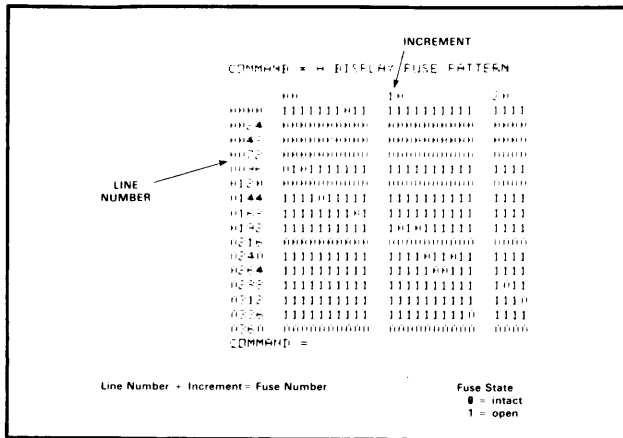 INCREMENT
COMMAND = A DISPLAY FUSE PATTERN
00 10 20
0000 1111111011 1111111111 1111
0024 0000000000 0000000000 0000
0048 0000000000 0000000000 0000
0072 0000000000 0000000000 0000
0096 0101111111 1111111111 1111
0120 0000000000 0000000000 0000
LINE
NUMBER
0144 1111011111 1111111111 1111
0168 1111111101 1111111111 1111
0192 1111111111 1010111111 1111
0216 0000000000 0000000000 0000
0240 1111111111 1111011011 1111
0264 1111111111 1111100111 1111
0288 1111111111 1111111111 1011
0312 1111111111 1111111111 1110
0336 1111111111 1111111110 1111
0360 0000000000 0000000000 0000
COMMAND =
Line Number + Increment = Fuse Number
Fuse State
0 = intact
1 = open